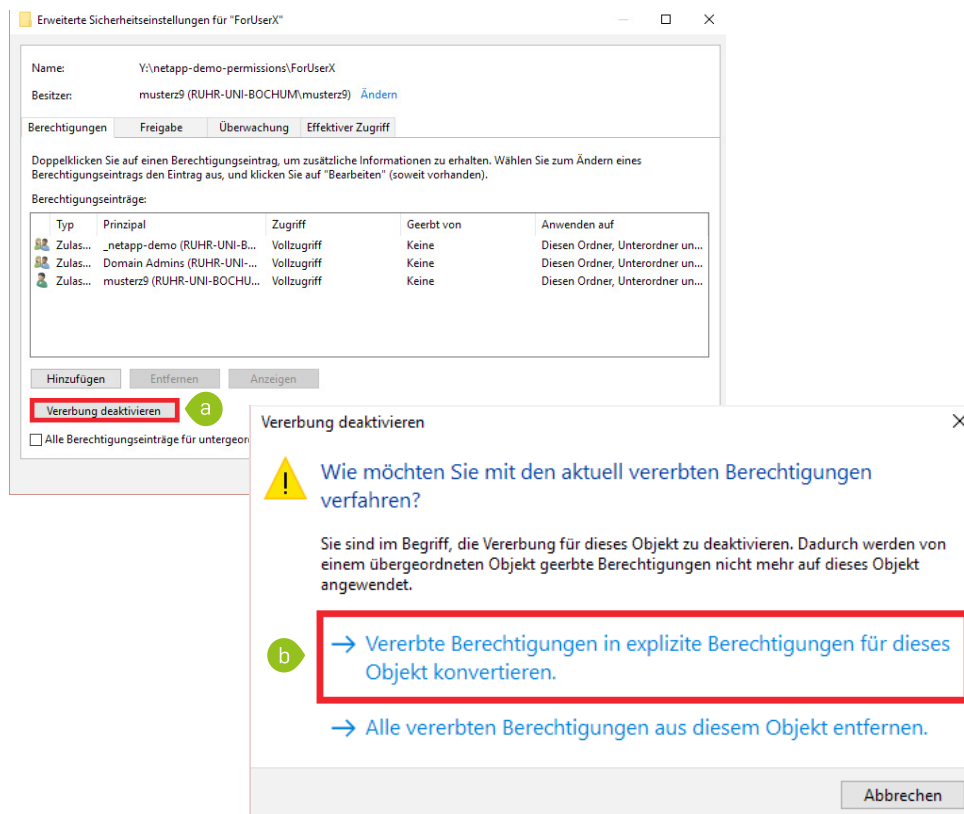 Erweiterte Sicherheitseinstellungen für "ForUserX"
Name: Y:\netapp-demo-permissions\ForUserX
Besitzer: musterz9 (RUHR-UNI-BOCHUM\musterz9) Ändern
Berechtigungen Freigabe Überwachung Effektiver Zugriff
Doppelklicken Sie auf einen Berechtigungseintrag, um zusätzliche Informationen zu erhalten. Wählen Sie zum Ändern eines
Berechtigungseintrags den Eintrag aus, und klicken Sie auf "Bearbeiten" (soweit vorhanden).
Berechtigungseinträge:
Typ Prinzipal Zugriff Geerbt von Anwenden auf
Zulas... _netapp-demo (RUHR-UNI-B... Vollzugriff Keine Diesen Ordner, Unterordner un...
Zulas... Domain Admins (RUHR-UNI-... Vollzugriff Keine Diesen Ordner, Unterordner un...
Zulas... musterz9 (RUHR-UNI-BOCHU... Vollzugriff Keine Diesen Ordner, Unterordner un...
Hinzufügen Entfernen Anzeigen
Vererbung deaktivieren a
Alle Berechtigungseinträge für untergeor
Vererbung deaktivieren
Wie möchten Sie mit den aktuell vererbten Berechtigungen
verfahren?
Sie sind im Begriff, die Vererbung für dieses Objekt zu deaktivieren. Dadurch werden von
einem übergeordneten Objekt geerbte Berechtigungen nicht mehr auf dieses Objekt
angewendet.
b Vererbte Berechtigungen in explizite Berechtigungen für dieses
Objekt konvertieren.
Alle vererbten Berechtigungen aus diesem Objekt entfernen.
Abbrechen